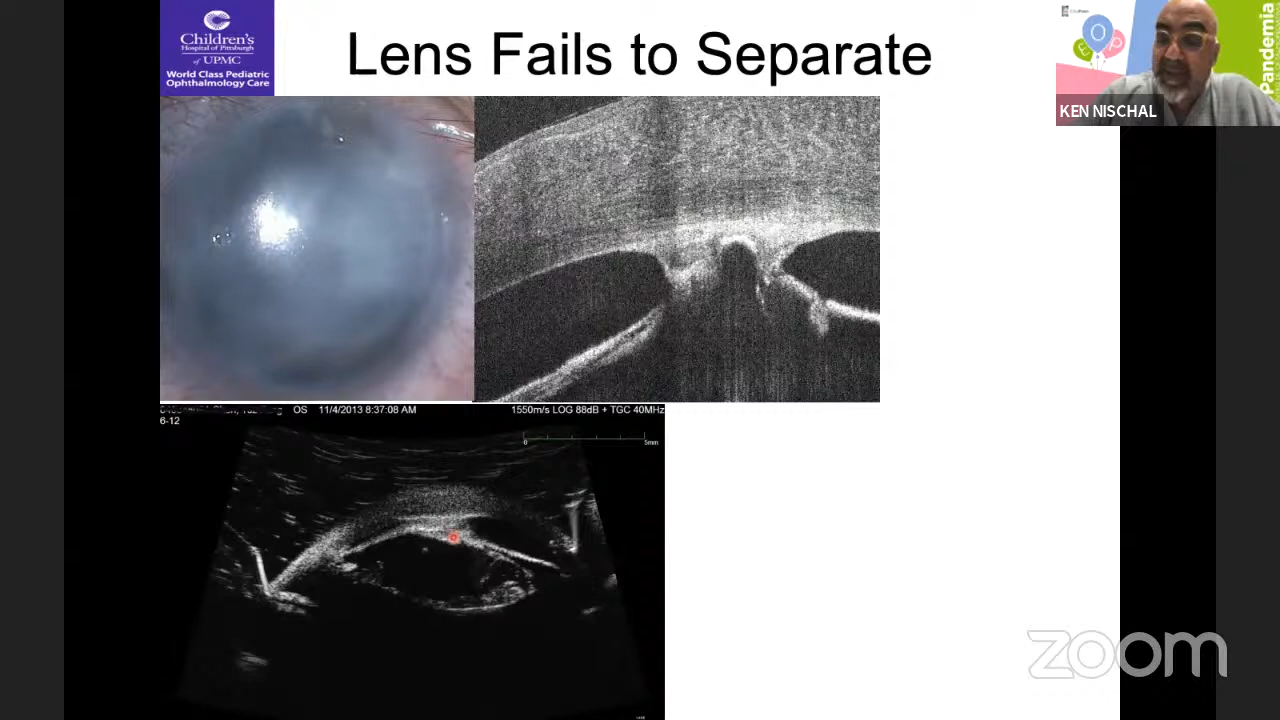 Children's
Hospital of Pittsburgh
of UPMC
World Class Pediatric
Ophthalmology Care
Lens Fails to Separate
KEN NISCHAL
Pandemia
OS 11/4/2013 8:37:08 AM
1550m/s LOG 88dB + TGC 40MHz
6-12
0
5mm
zoom